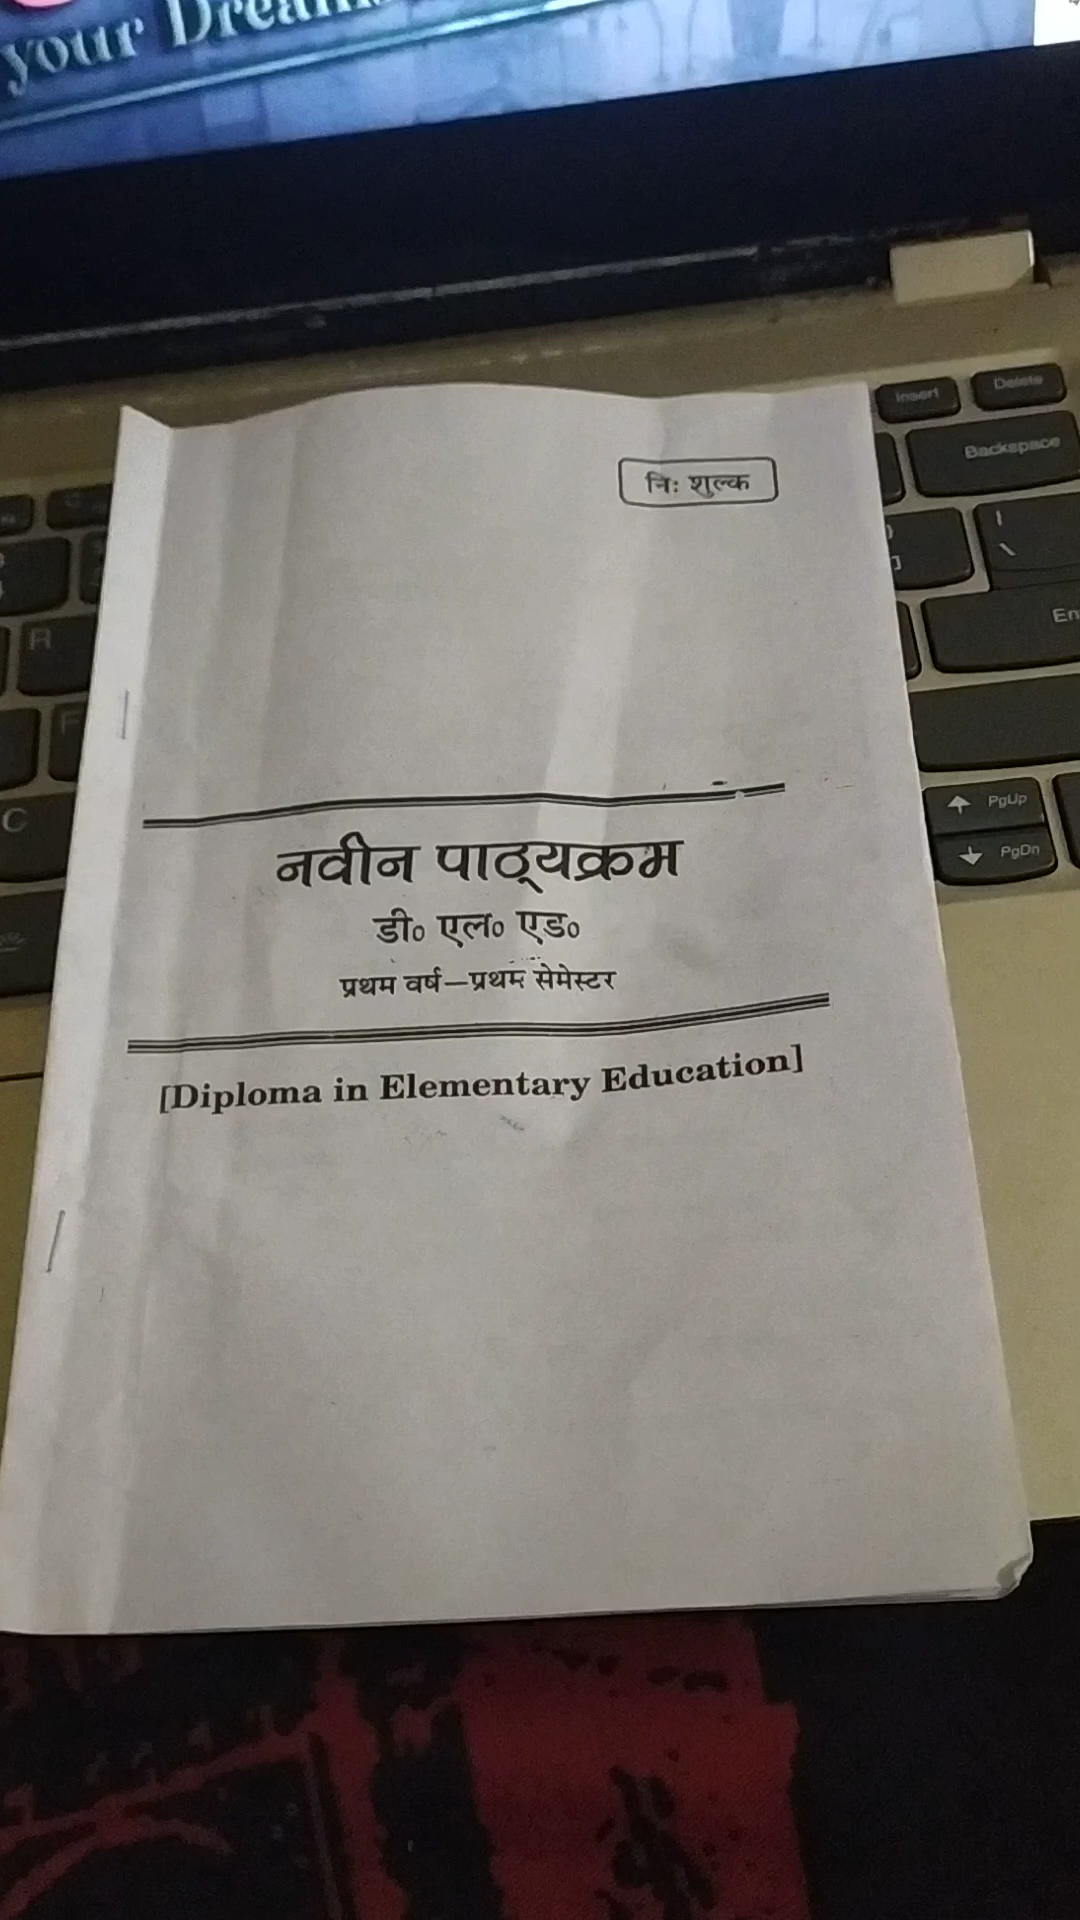 your Dream
Insert
Delete
Backspace
निः शुल्क
R
F
C
PgUp
PgDn
नवीन पाठ्यक्रम
डी० एल० एड०
प्रथम वर्ष—प्रथम सेमेस्टर
[Diploma in Elementary Education]